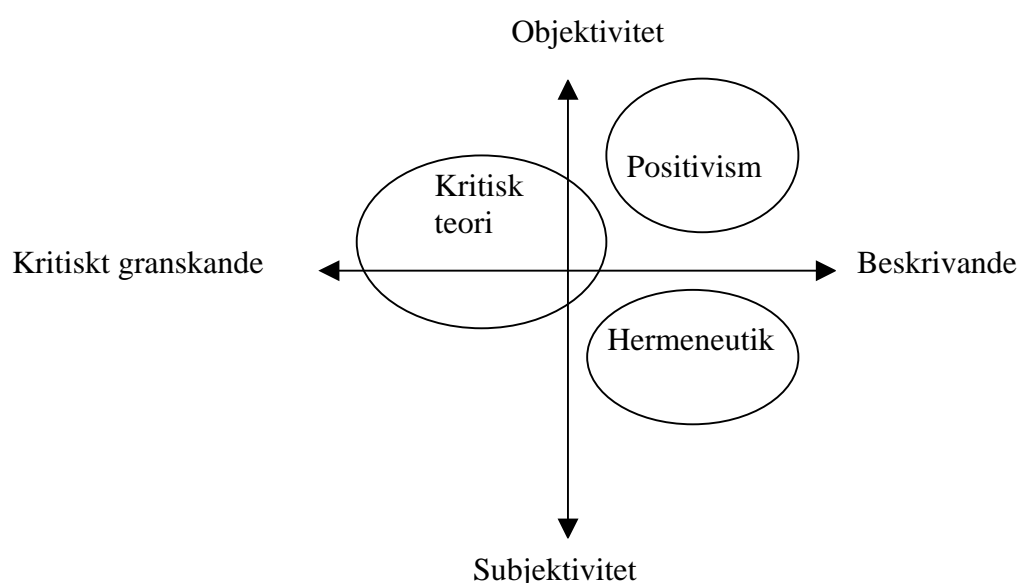 Objektivitet
Positivism
Kritisk
teori
Kritiskt granskande
Beskrivande
Hermeneutik
Subjektivitet